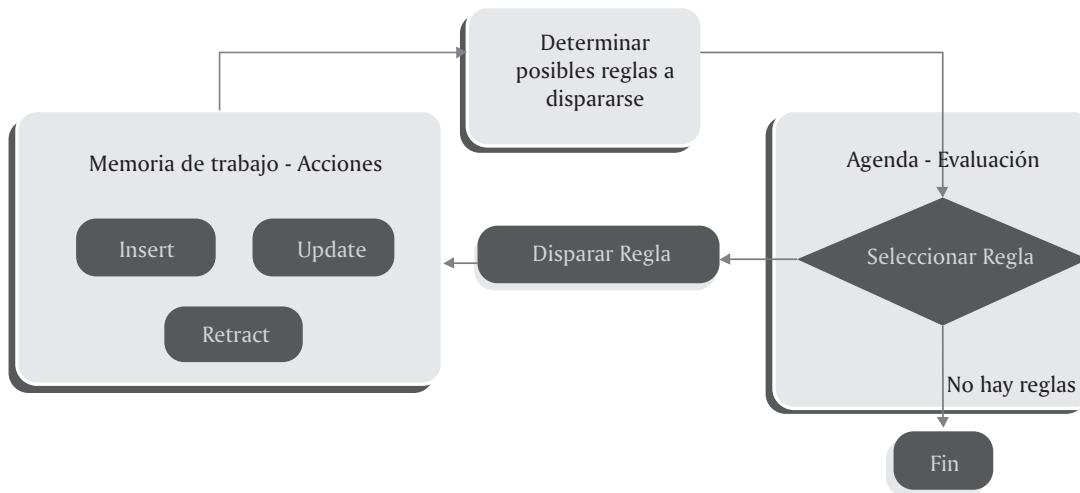 Determinar
posibles reglas a
dispararse
Memoria de trabajo - Acciones
Insert
Update
Retract
Disparar Regla
Agenda - Evaluación
Seleccionar Regla
No hay reglas
Fin